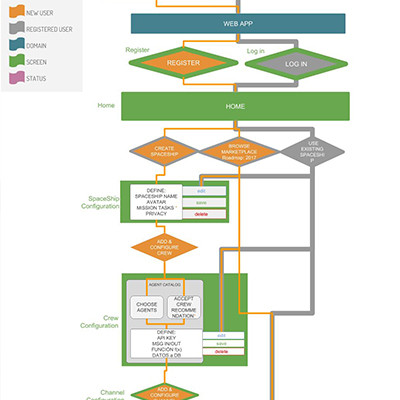 NEW USER
REGISTERED USER
DOMAIN
SCREEN
STATUS
WEB APP
Register
Log in
REGISTER
LOG IN
Home
HOME
CREATE
SPACESHIP
BROWSE
MARKETPLACE
Roadmap: 2017
USE
EXISTING
SPACESHI
P
SpaceShip
Configuration
DEFINE:
SPACESHIP NAME
AVATAR
MISSION TASKS *
PRIVACY
edit
save
delete
ADD &
CONFIGURE
CREW
AGENT CATALOG
CHOOSE
AGENTS
ACCEPT
CREW
RECOMME
NDATION*
Crew
Configuration
DEFINE:
API KEY
MSG IN/OUT
FUNCIÓN f(x)
DATOS a DB
edit
save
delete
Channel
Configuration
ADD &
CONFIGURE